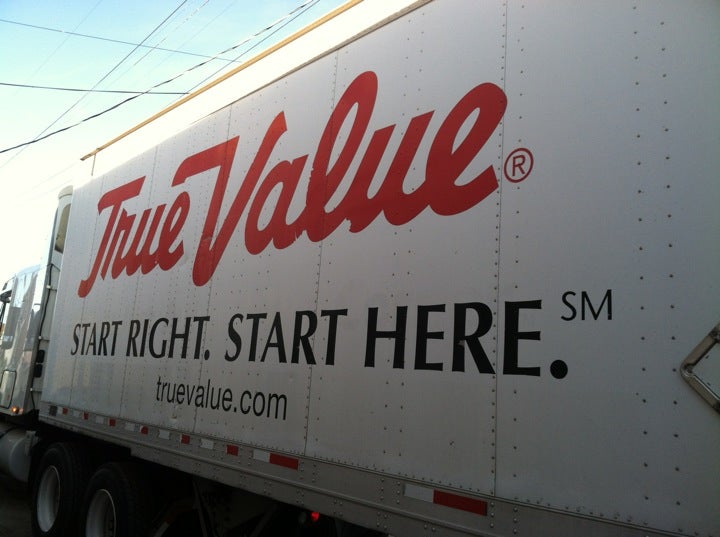 True Value®
START RIGHT. START HERE.℠
truevalue.com